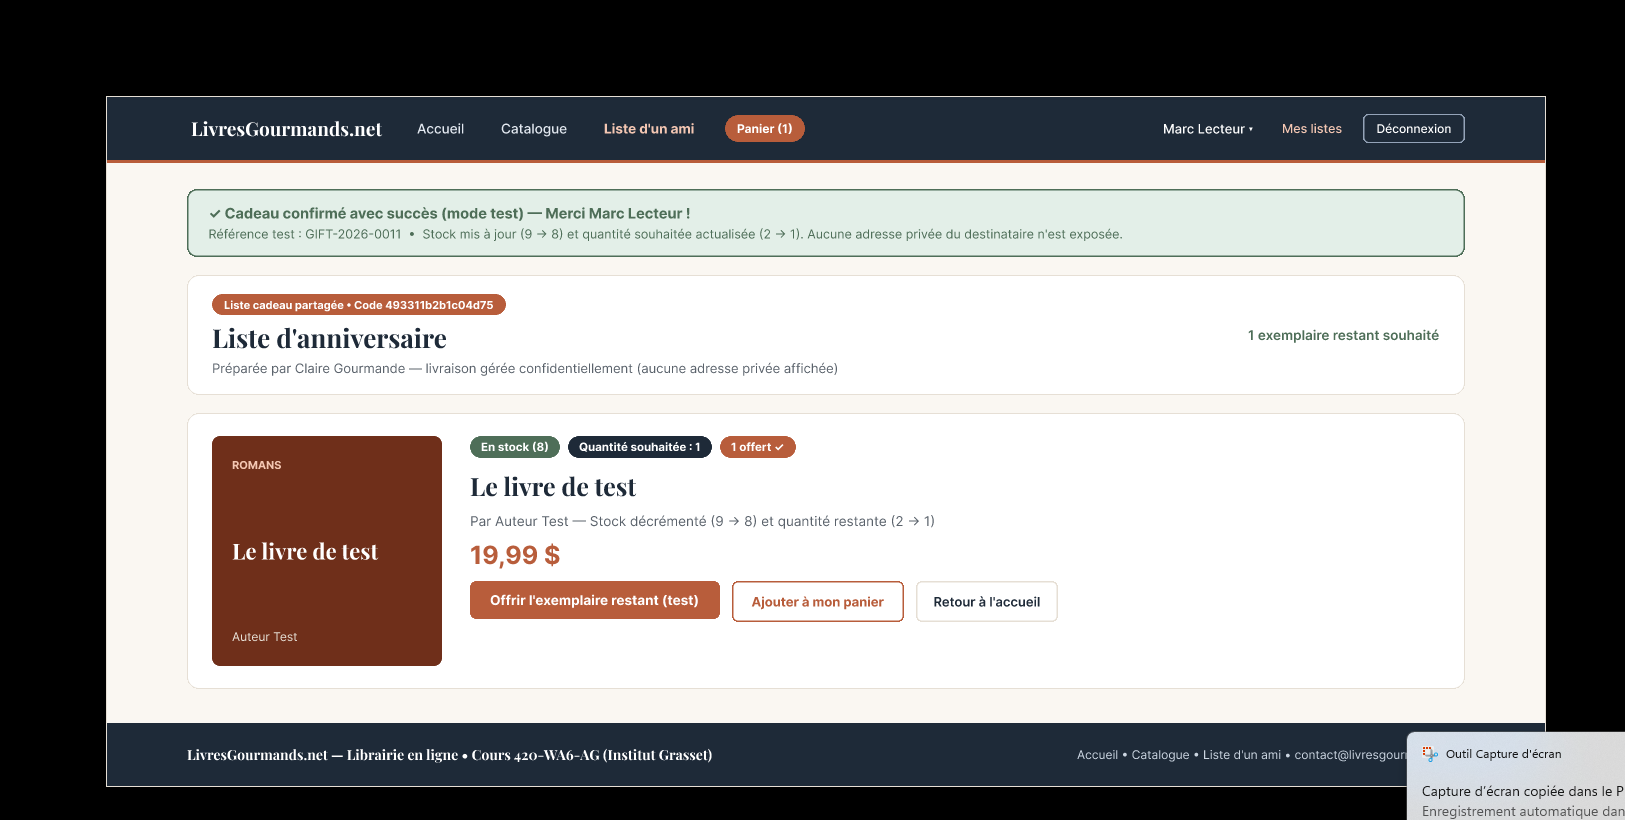 LivresGourmands.net Accueil Catalogue Liste d'un ami Panier (1) Marc Lecteur ▾ Mes listes Déconnexion
✓ Cadeau confirmé avec succès (mode test) — Merci Marc Lecteur !
Référence test : GIFT-2026-0011 • Stock mis à jour (9 → 8) et quantité souhaitée actualisée (2 → 1). Aucune adresse privée du destinataire n'est exposée.
Liste cadeau partagée • Code 493311b2b1c04d75
Liste d'anniversaire
1 exemplaire restant souhaité
Préparée par Claire Gourmande — livraison gérée confidentiellement (aucune adresse privée affichée)
ROMANS
Le livre de test
Auteur Test
En stock (8) Quantité souhaitée : 1 1 offert ✓
Le livre de test
Par Auteur Test — Stock décrémenté (9 → 8) et quantité restante (2 → 1)
19,99 $
Offrir l'exemplaire restant (test) Ajouter à mon panier Retour à l'accueil
LivresGourmands.net — Librairie en ligne • Cours 420-WA6-AG (Institut Grasset)
Accueil • Catalogue • Liste d'un ami • contact@livresgour
Outil Capture d'écran
Capture d'écran copiée dans le P
Enregistrement automatique dan